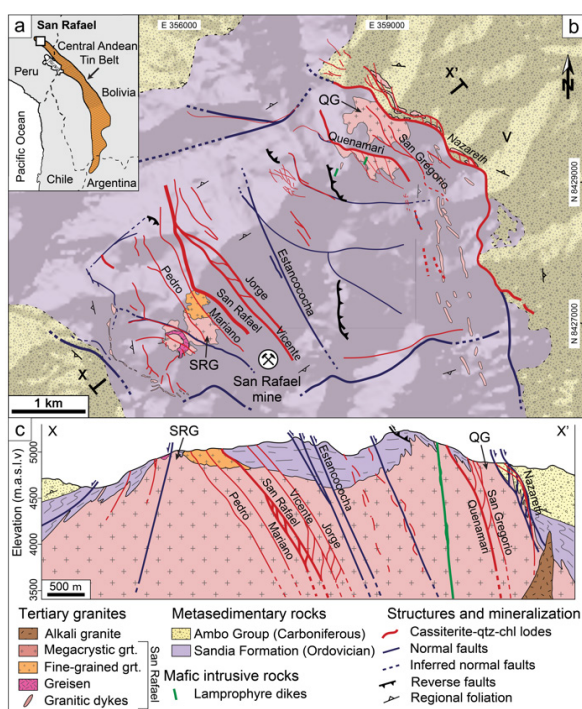 a
San Rafael
Central Andean
Tin Belt
Peru
Bolivia
Pacific Ocean
Chile
Argentina
E 356000
E 359000
b
X'
N
QG
Quenamari
San Gregorio
Nazareth
V
N 8429000
Pedro
Mariano
San Rafael
Jorge
Vicente
Estancococha
N 8427000
SRG
San Rafael
mine
X
1 km
c
X
SRG
QG
X'
Elevation (m.a.s.l.v)
5000
4500
4000
3500
Pedro
San Rafael
Mariano
Vicente
Jorge
Estancococha
Quenamari
San Gregorio
Nazareth
500 m
Tertiary granites
Alkali granite
Megacrystic grt.
Fine-grained grt.
Greisen
Granitic dykes
San Rafael
Metasedimentary rocks
Ambo Group (Carboniferous)
Sandia Formation (Ordovician)
Mafic intrusive rocks
Lamprophyre dikes
Structures and mineralization
Cassiterite-qtz-chl lodes
Normal faults
Inferred normal faults
Reverse faults
Regional foliation